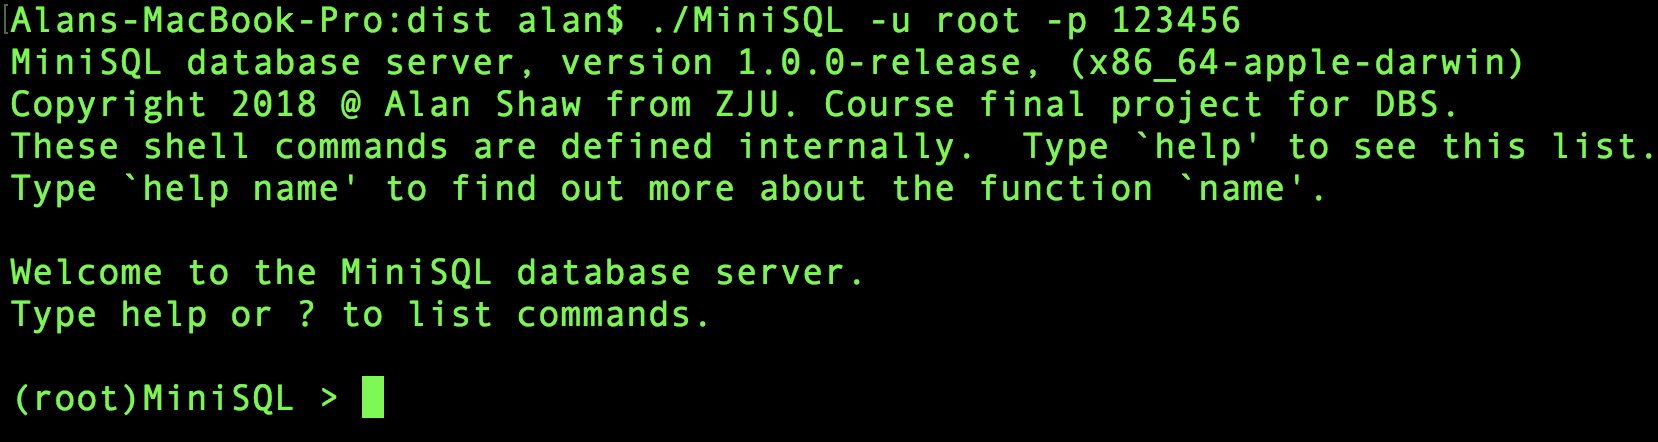 [Alans-MacBook-Pro:dist alan$ ./MiniSQL -u root -p 123456
MiniSQL database server, version 1.0.0-release, (x86_64-apple-darwin)
Copyright 2018 @ Alan Shaw from ZJU. Course final project for DBS.
These shell commands are defined internally.  Type `help' to see this list.
Type `help name' to find out more about the function `name'.

Welcome to the MiniSQL database server.
Type help or ? to list commands.

(root)MiniSQL >